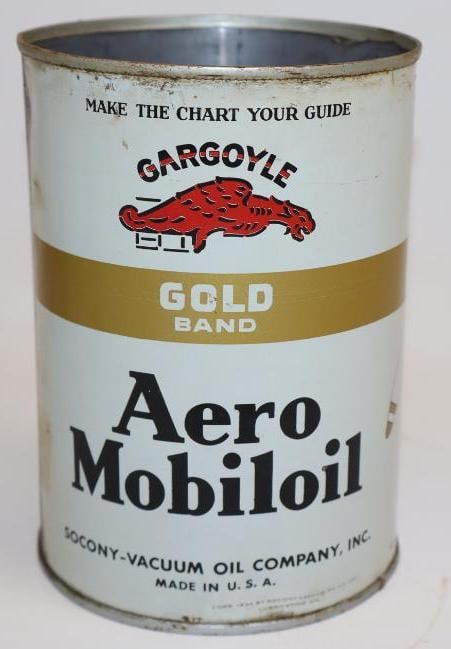 MAKE THE CHART YOUR GUIDE
GARGOYLE
GOLD
BAND
Aero
Mobiloil
SOCONY-VACUUM OIL COMPANY, INC.
MADE IN U.S.A.